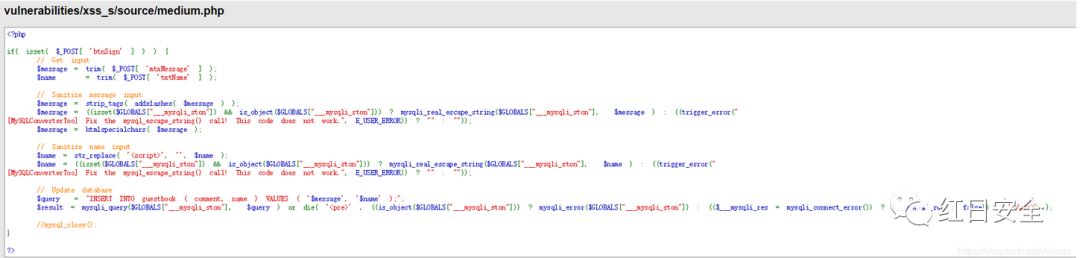 vulnerabilities/xss_s/source/medium.php
<?php
if( isset( $_POST[ 'btnSign' ] ) ) {
// Get input
$message = trim( $_POST[ 'mtxMessage' ] );
$name = trim( $_POST[ 'txtName' ] );
// Sanitize message input
$message = strip_tags( addslashes( $message ) );
$message = ((isset($GLOBALS["___mysqli_ston"]) && is_object($GLOBALS["___mysqli_ston"])) ? mysqli_real_escape_string($GLOBALS["___mysqli_ston"], $message ) : ((trigger_error("
[MySQLConverterToo] Fix the mysql_escape_string() call! This code does not work.", E_USER_ERROR)) ? "" : ""));
$message = htmlspecialchars( $message );
// Sanitize name input
$name = str_replace( '<script>', '', $name );
$name = ((isset($GLOBALS["___mysqli_ston"]) && is_object($GLOBALS["___mysqli_ston"])) ? mysqli_real_escape_string($GLOBALS["___mysqli_ston"], $name ) : ((trigger_error("
[MySQLConverterToo] Fix the mysql_escape_string() call! This code does not work.", E_USER_ERROR)) ? "" : ""));
// Update database
$query = "INSERT INTO guestbook ( comment, name ) VALUES ( '$message', '$name' );";
$result = mysqli_query($GLOBALS["___mysqli_ston"], $query ) or die( '<pre>' . ((is_object($GLOBALS["___mysqli_ston"])) ? mysqli_error($GLOBALS["___mysqli_ston"]) : (($___mysqli_res = mysqli_connect_error()) ?
//mysql_close();
}
?>
红日安全